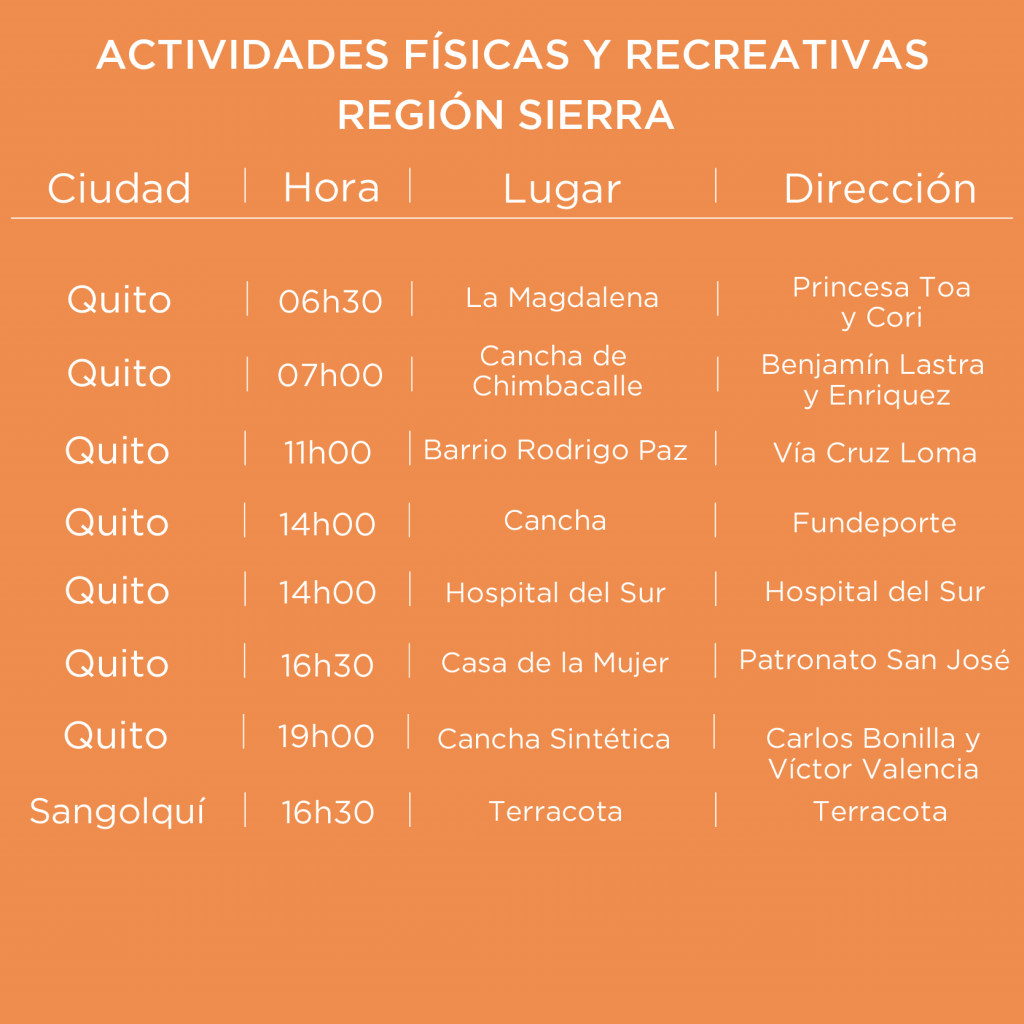 ACTIVIDADES FÍSICAS Y RECREATIVAS
REGIÓN SIERRA
Ciudad Hora Lugar Dirección
Quito 06h30 La Magdalena Princesa Toa
y Cori
Quito 07h00 Cancha de
Chimbacalle Benjamín Lastra
y Enriquez
Quito 11h00 Barrio Rodrigo Paz Vía Cruz Loma
Quito 14h00 Cancha Fundeporte
Quito 14h00 Hospital del Sur Hospital del Sur
Quito 16h30 Casa de la Mujer Patronato San José
Quito 19h00 Cancha Sintética Carlos Bonilla y
Víctor Valencia
Sangolquí 16h30 Terracota Terracota